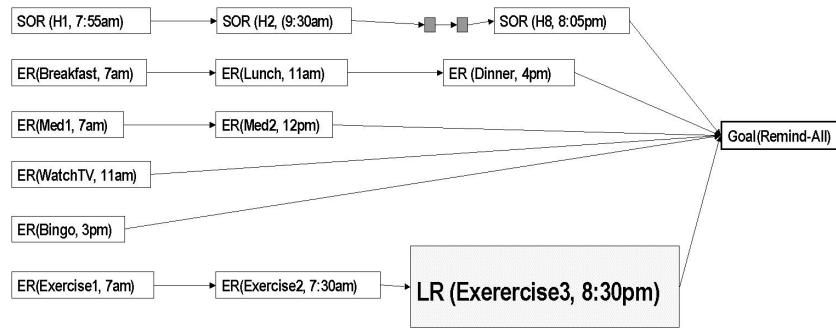 SOR (H1, 7:55am)
SOR (H2, (9:30am)
SOR (H8, 8:05pm)
ER(Breakfast, 7am)
ER(Lunch, 11am)
ER (Dinner, 4pm)
ER(Med1, 7am)
ER(Med2, 12pm)
Goal(Remind-All)
ER(WatchTV, 11am)
ER(Bingo, 3pm)
ER(Exercise1, 7am)
ER(Exercise2, 7:30am)
LR (Exerercise3, 8:30pm)